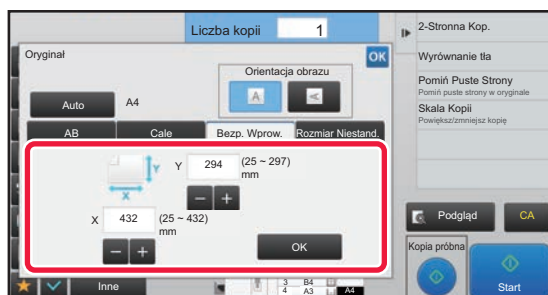 Liczba kopii 1
Oryginał
OK
Orientacja obrazu
A A
Auto A4
AB Cale Bezp. Wprow. Rozmiar Niestand.
Y 294 (25 ~ 297)
mm
Y
X
X 432 (25 ~ 432)
mm
OK
Inne
3 B4
4 A3 A4
2-Stronna Kop.
Wyrównanie tła
Pomiń Puste Strony
Pomiń puste strony w oryginale
Skala Kopii
Powiększ/zmniejsz kopię
Podgląd CA
Kopia próbna
Start